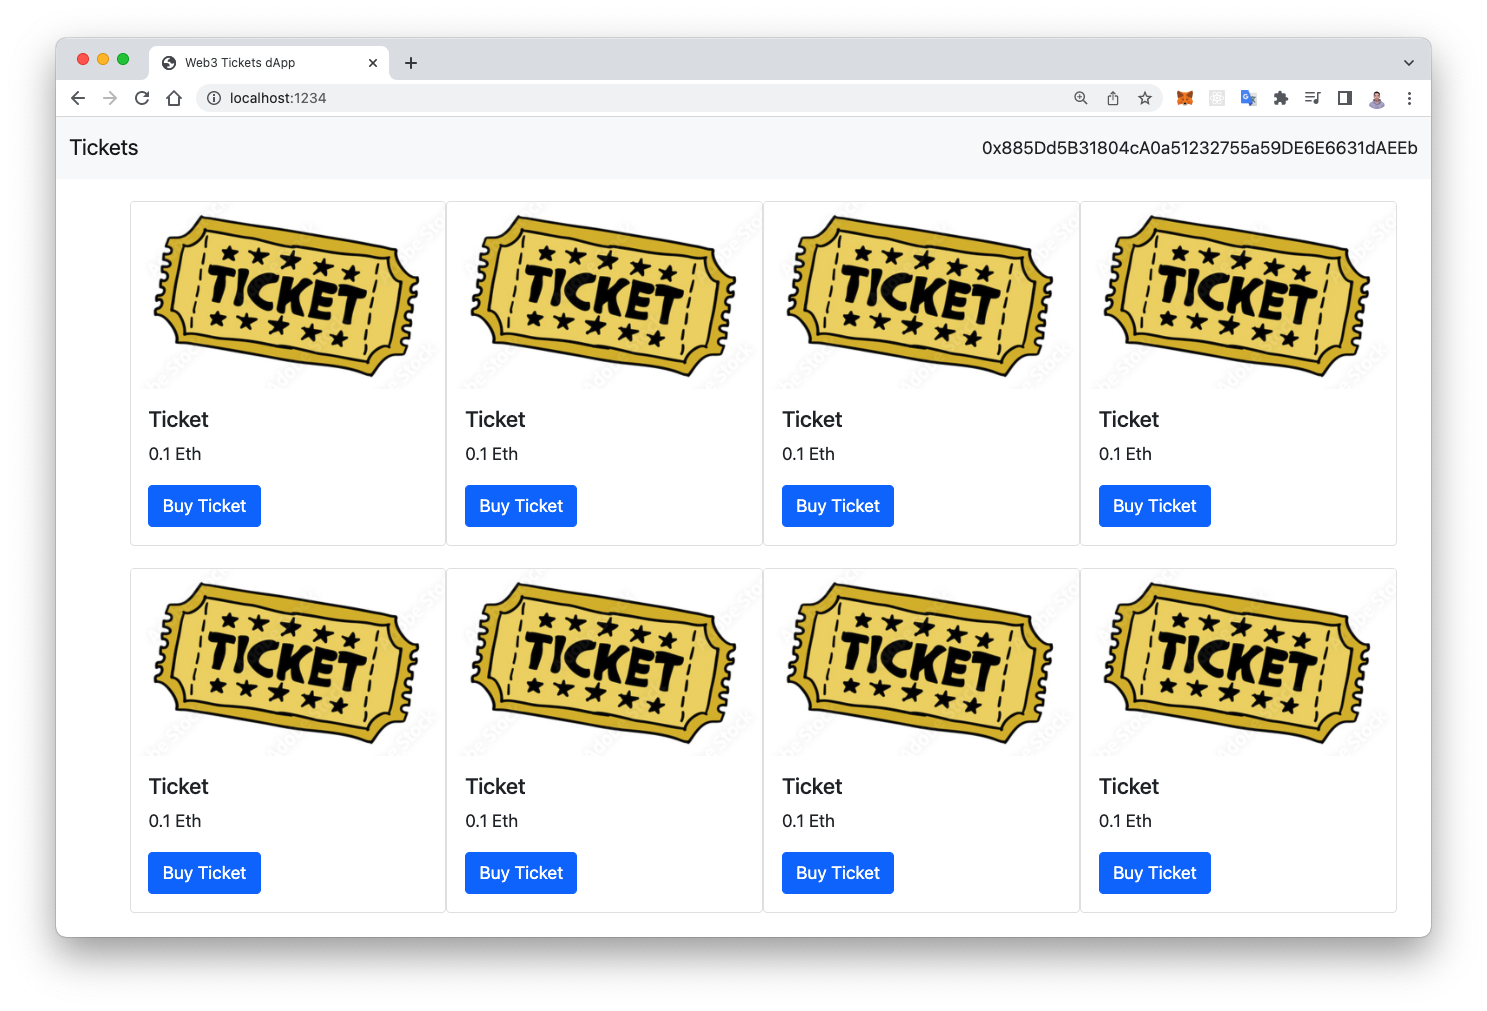 Web3 Tickets dApp
localhost:1234
Tickets
0x885Dd5B31804cA0a51232755a59DE6E6631dAEEb
TICKET TICKET TICKET TICKET
Ticket Ticket Ticket Ticket
0.1 Eth 0.1 Eth 0.1 Eth 0.1 Eth
Buy Ticket Buy Ticket Buy Ticket Buy Ticket
TICKET TICKET TICKET TICKET
Ticket Ticket Ticket Ticket
0.1 Eth 0.1 Eth 0.1 Eth 0.1 Eth
Buy Ticket Buy Ticket Buy Ticket Buy Ticket